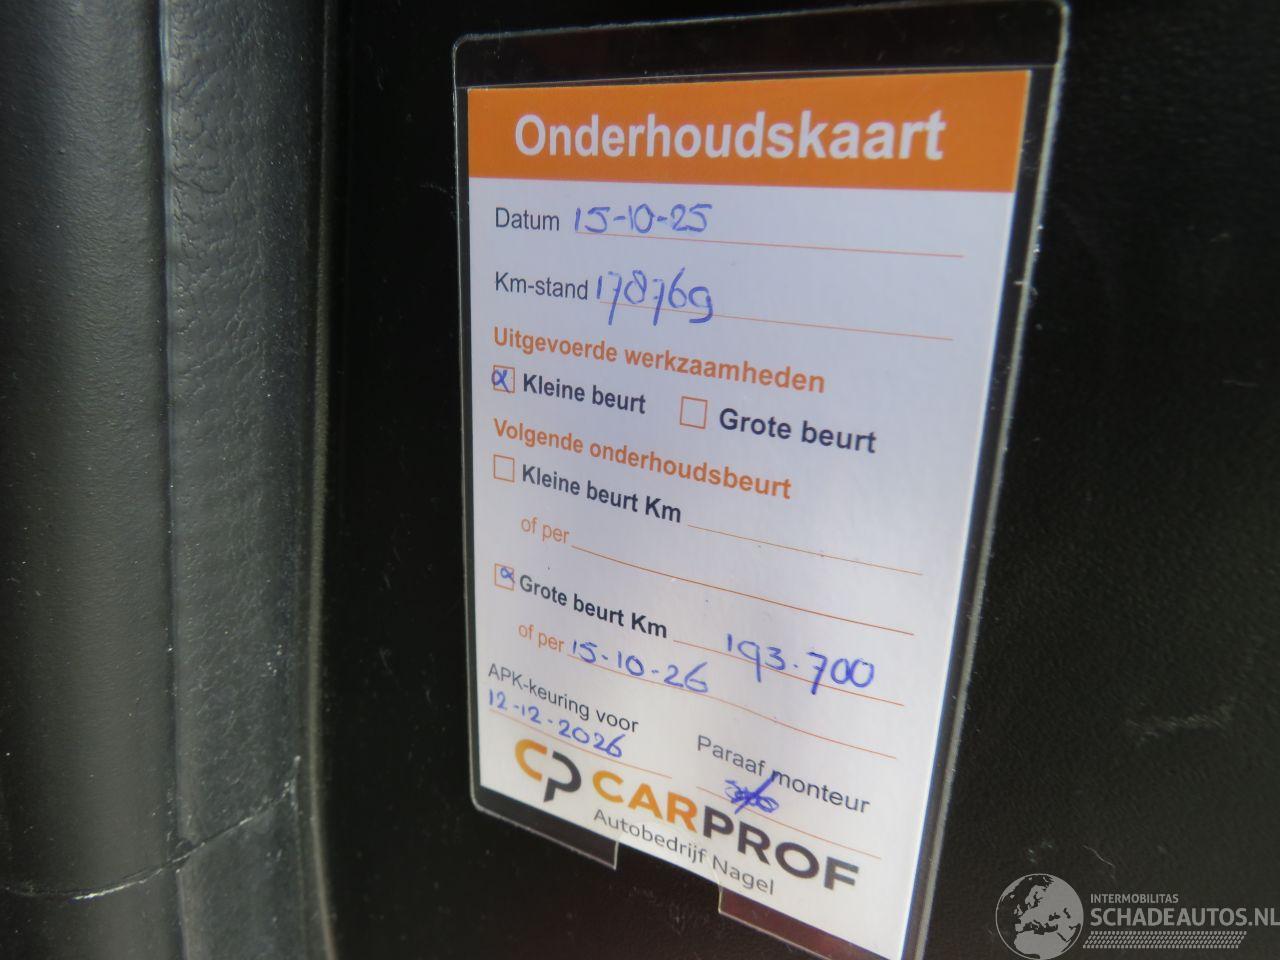 Onderhoudskaart
Datum 15-10-25
Km-stand 178769
Uitgevoerde werkzaamheden
Kleine beurt Grote beurt
Volgende onderhoudsbeurt
Kleine beurt Km
of per
Grote beurt Km 193.700
of per 15-10-26
APK-keuring voor
12-12-2026
Paraaf monteur
CP CARPROF
Autobedrijf Nagel
INTERMOBILITAS
SCHADEAUTOS.NL